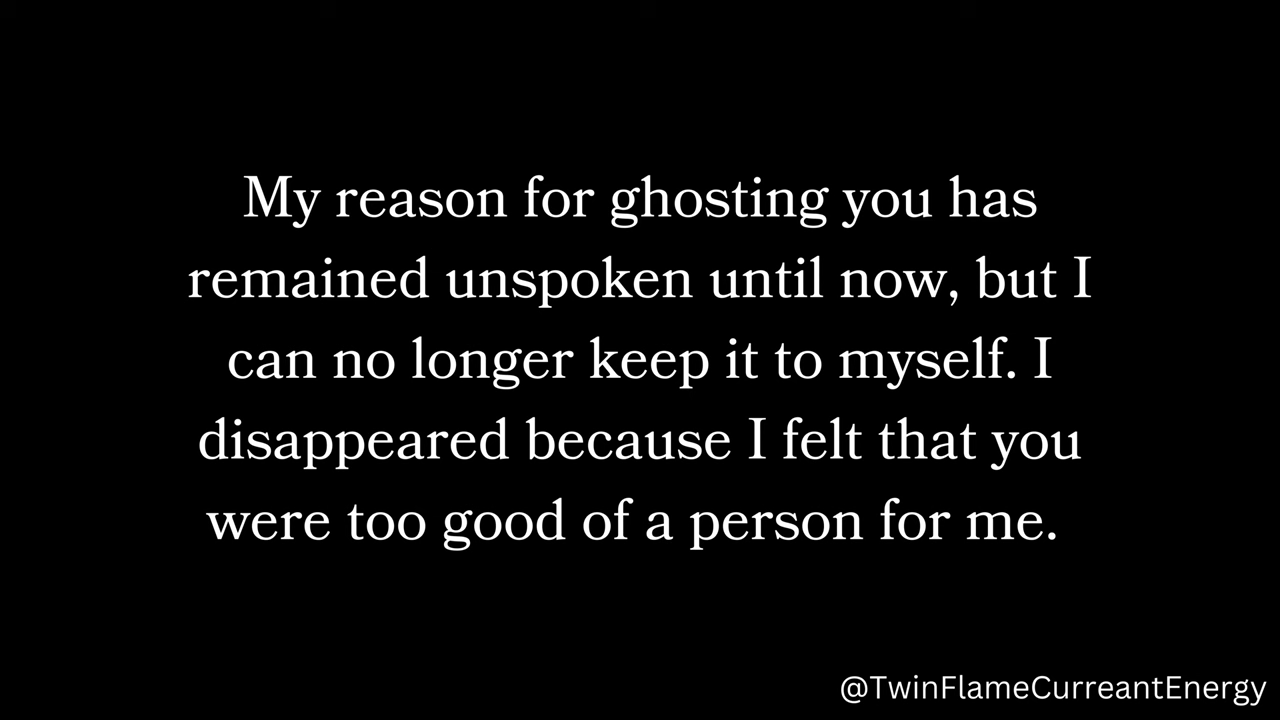 My reason for ghosting you has
remained unspoken until now, but I
can no longer keep it to myself. I
disappeared because I felt that you
were too good of a person for me.
@TwinFlameCurreantEnergy